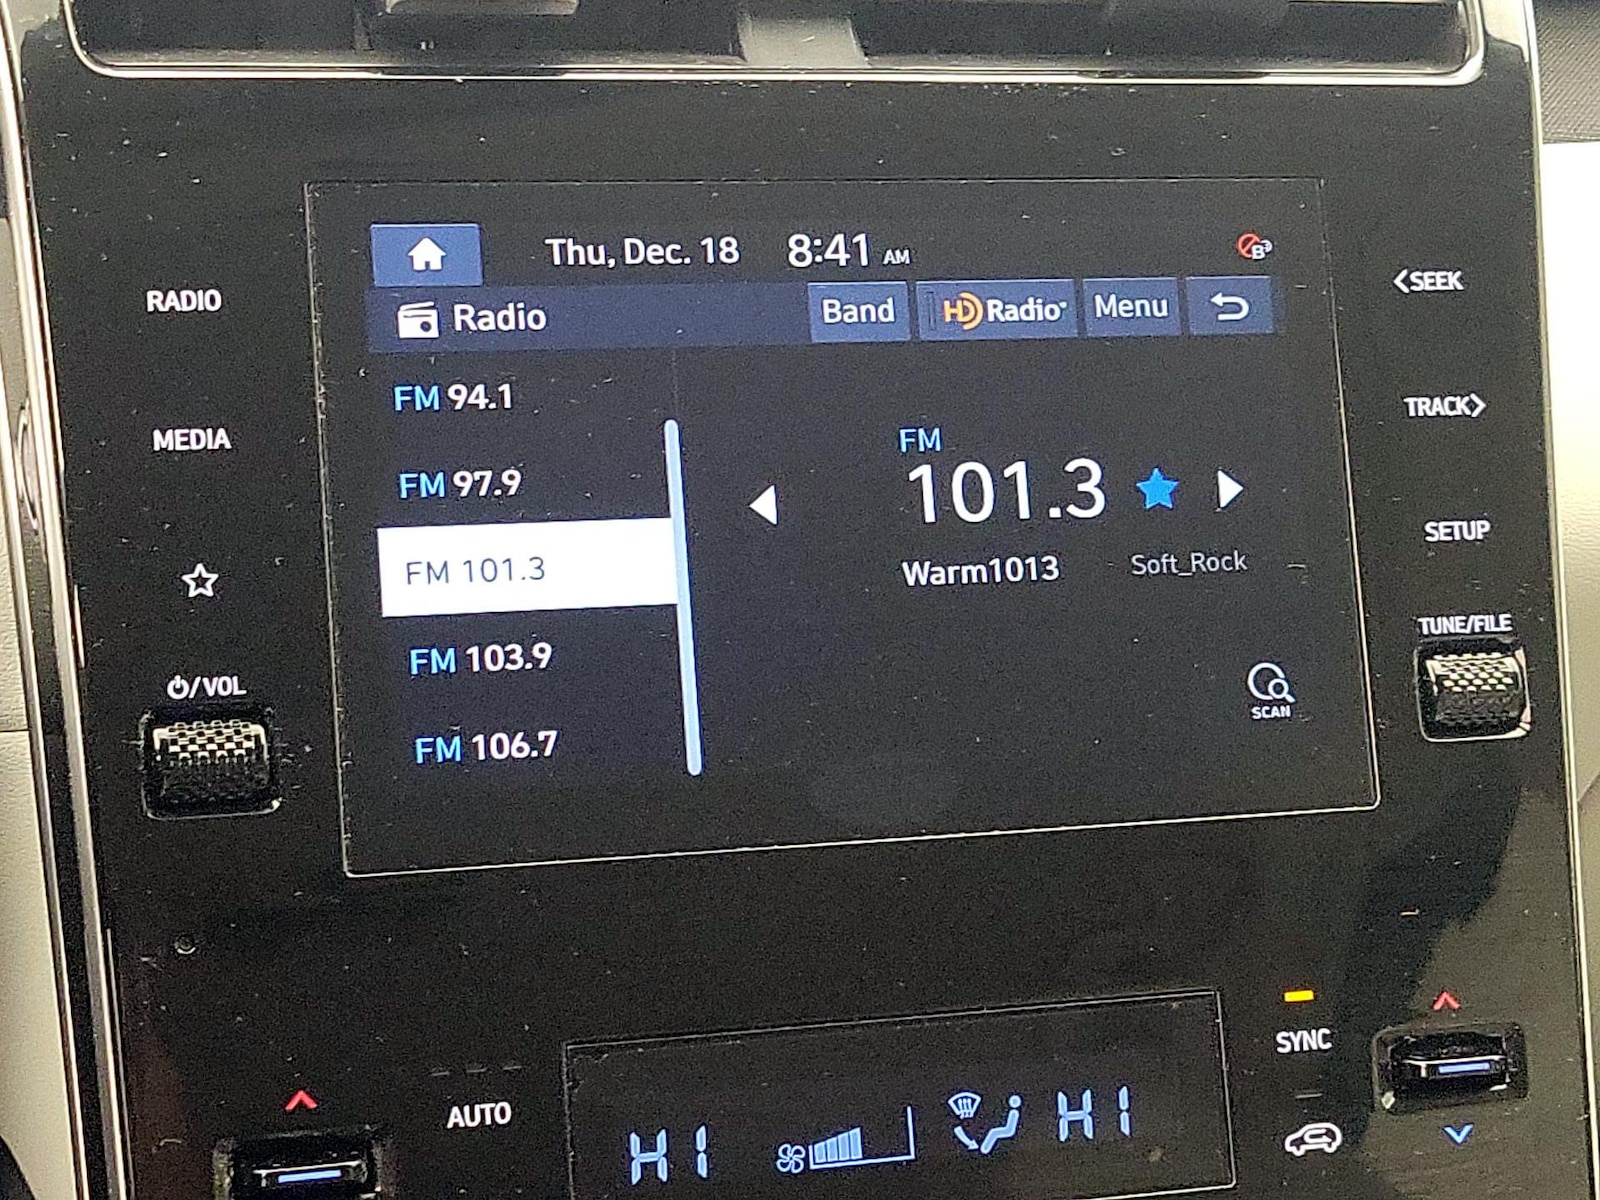 Thu, Dec. 18 8:41 AM
Radio Band HD Radio Menu
FM 94.1
FM 97.9
FM 101.3
FM 103.9
FM 106.7
FM
101.3
Warm1013 Soft_Rock
SCAN
RADIO
MEDIA
/VOL
<SEEK
TRACK>
SETUP
TUNE/FILE
AUTO
HI HI
SYNC